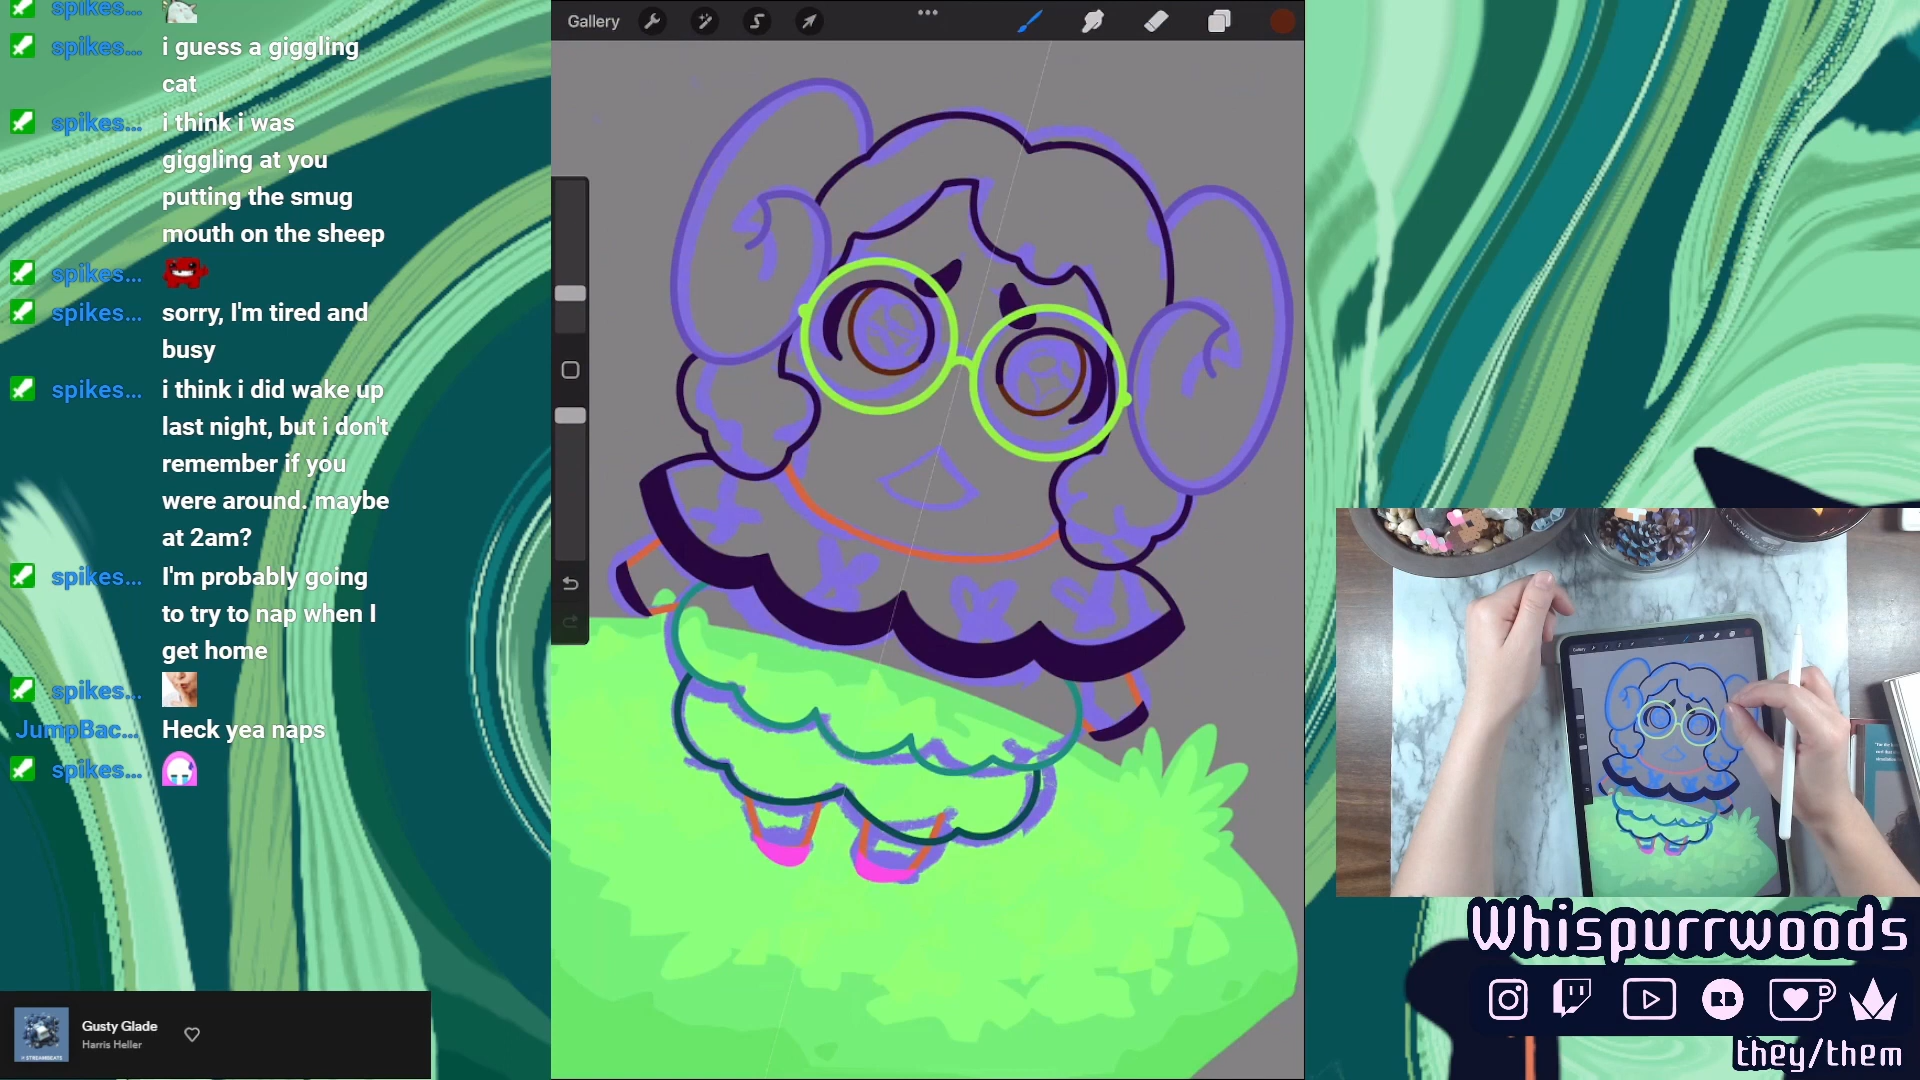 spikes...
spikes... i guess a giggling
cat
spikes... i think i was
giggling at you
putting the smug
mouth on the sheep
spikes...
spikes... sorry, I'm tired and
busy
spikes... i think i did wake up
last night, but i don't
remember if you
were around. maybe
at 2am?
spikes... I'm probably going
to try to nap when I
get home
spikes...
JumpBac... Heck yea naps
spikes...
Gusty Glade
Harris Heller
Gallery
Whispurrwoods
they/them